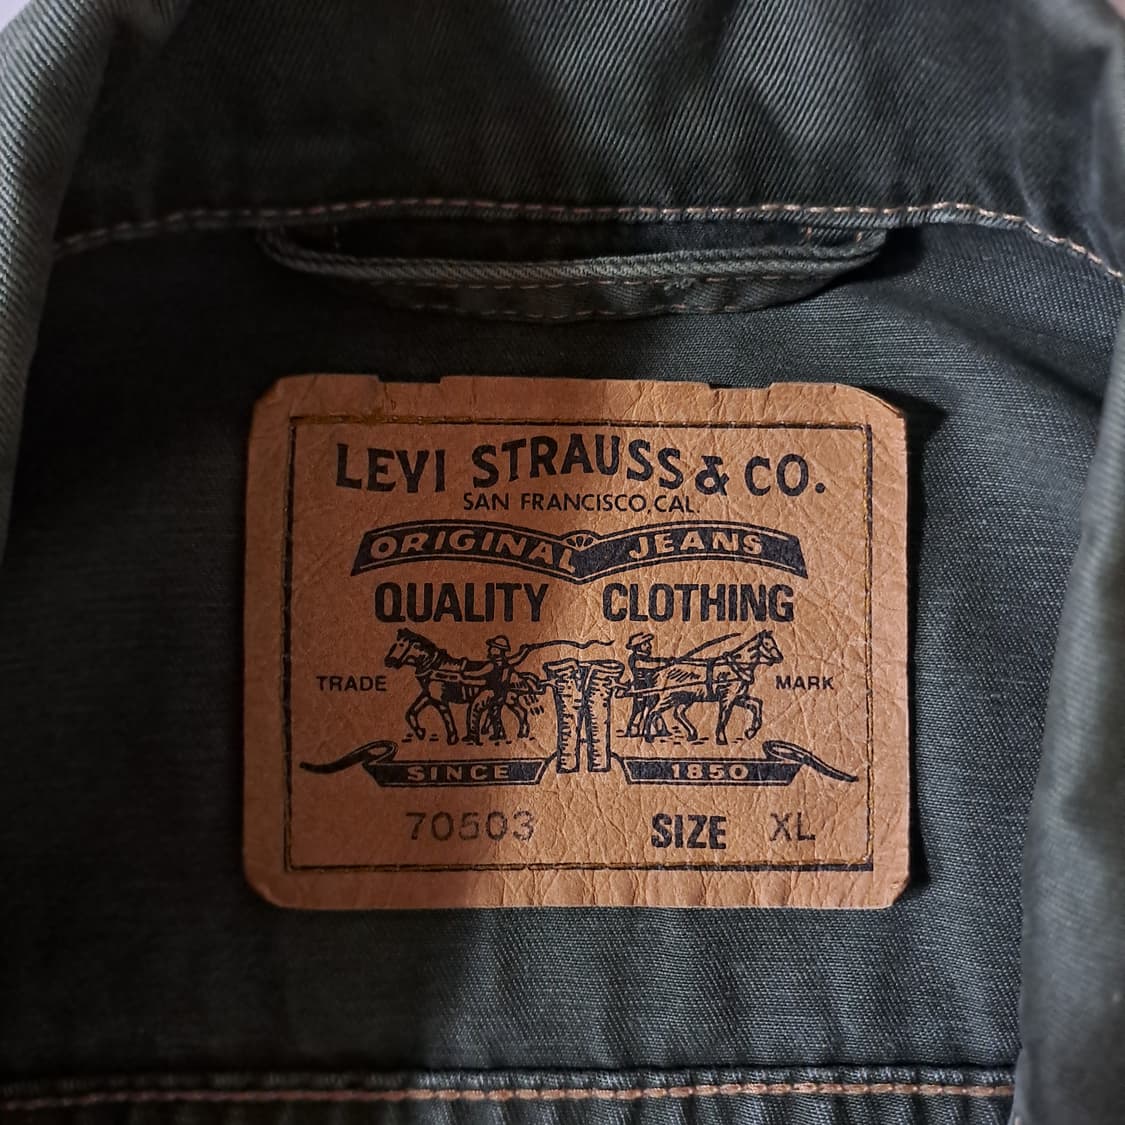 LEVI STRAUSS & CO.
SAN FRANCISCO, CAL.
ORIGINAL JEANS
QUALITY CLOTHING
TRADE MARK
SINCE 1850
70503 SIZE XL